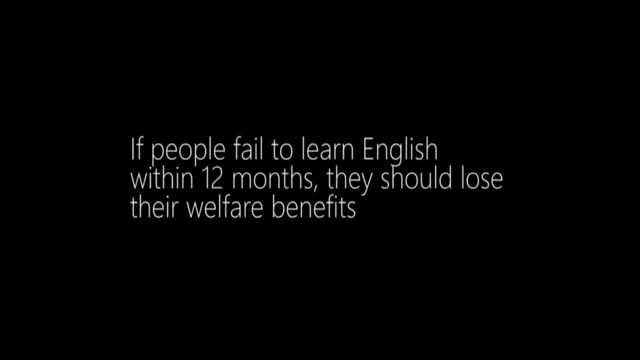 If people fail to learn English
within 12 months, they should lose
their welfare benefits